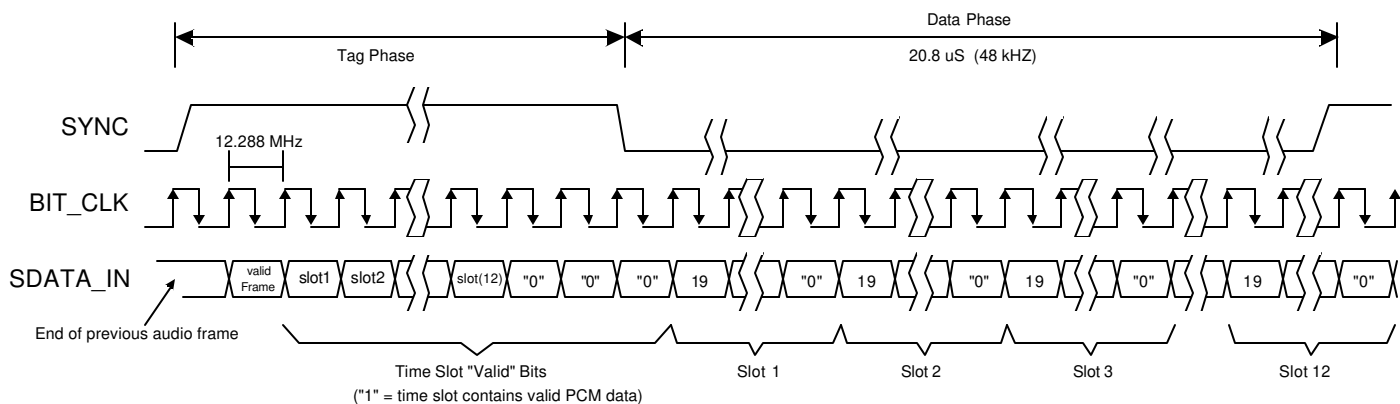 Data Phase
Tag Phase
20.8 uS (48 kHZ)
SYNC
12.288 MHz
BIT_CLK
SDATA_IN
valid
Frame
slot1
slot2
slot(12)
"0"
"0"
"0"
19
"0"
19
"0"
19
"0"
19
"0"
End of previous audio frame
Time Slot "Valid" Bits
("1" = time slot contains valid PCM data)
Slot 1
Slot 2
Slot 3
Slot 12